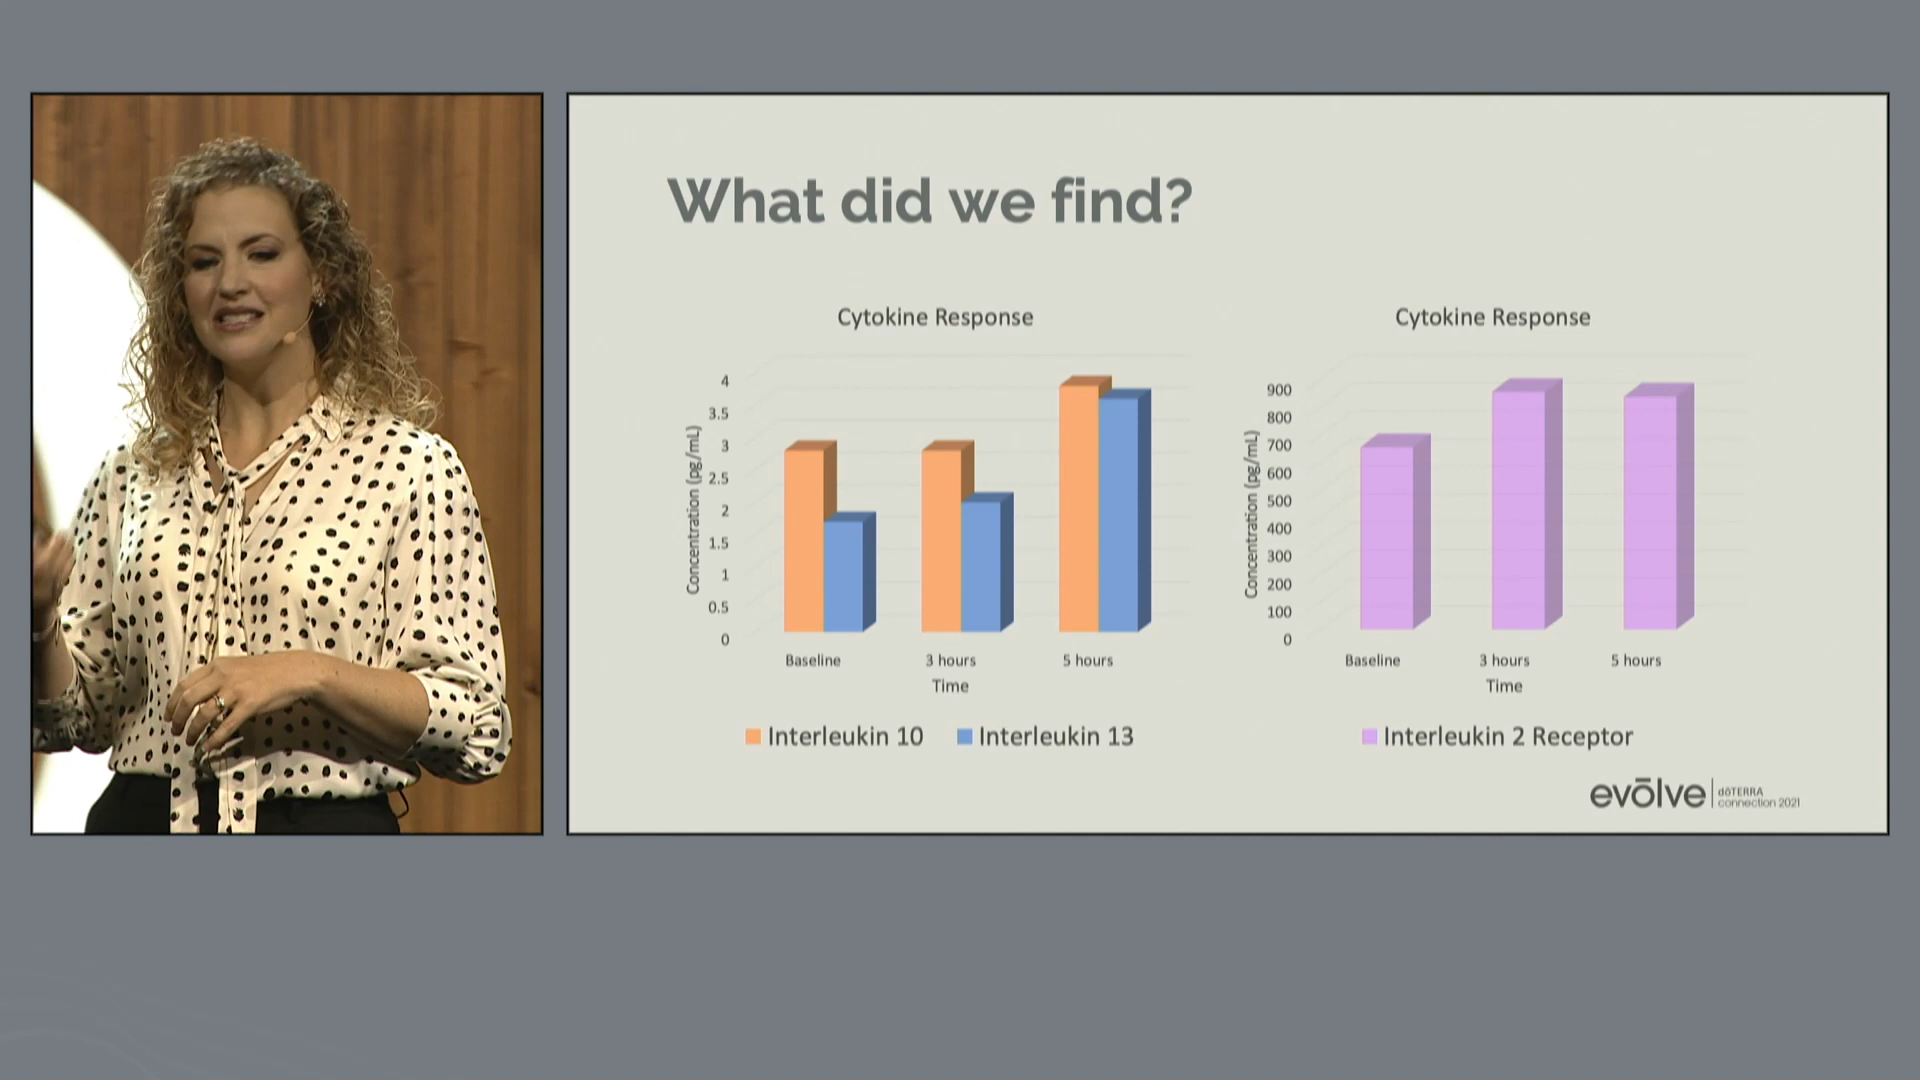 What did we find?
Cytokine Response
Concentration (pg/mL)
4
3.5
3
2.5
2
1.5
1
0.5
0
Baseline
3 hours
5 hours
Time
Interleukin 10
Interleukin 13
Cytokine Response
Concentration (pg/mL)
900
800
700
600
500
400
300
200
100
0
Baseline
3 hours
5 hours
Time
Interleukin 2 Receptor
evōlve
dōTERRA
connection 2021